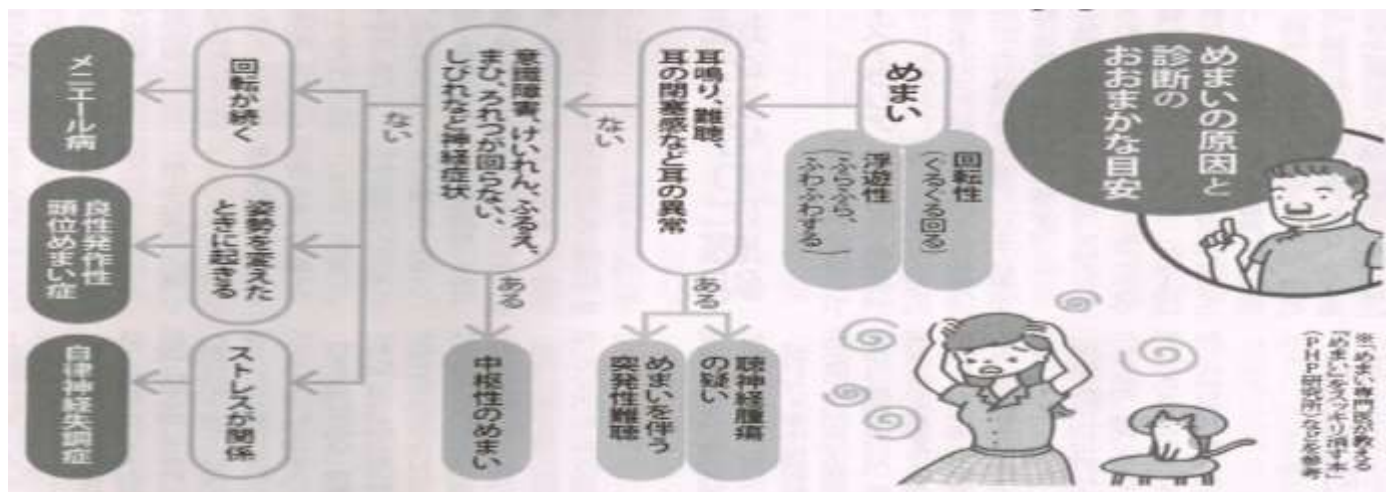 めまいの原因と
診断の
おおまかな目安
めまい
回転性
(くるくる回る)
浮遊性
(ふらふら、
ふわふわする)
耳鳴り、難聴、
耳の閉塞感など耳の異常
ある
聴神経腫瘍
の疑い
めまいを伴う
突発性難聴
ない
意識障害、けいれん、ふるえ、
まひ、ろれつが回らない、
しびれなど神経症状
ある
中枢性のめまい
ない
回転が続く
メニエール病
姿勢を変えた
ときに起きる
良性発作性
頭位めまい症
ストレスが関係
自律神経失調症
※「めまい専門医が教える
「めまい」をスッキリ消す本」
(PHP研究所)などを参考